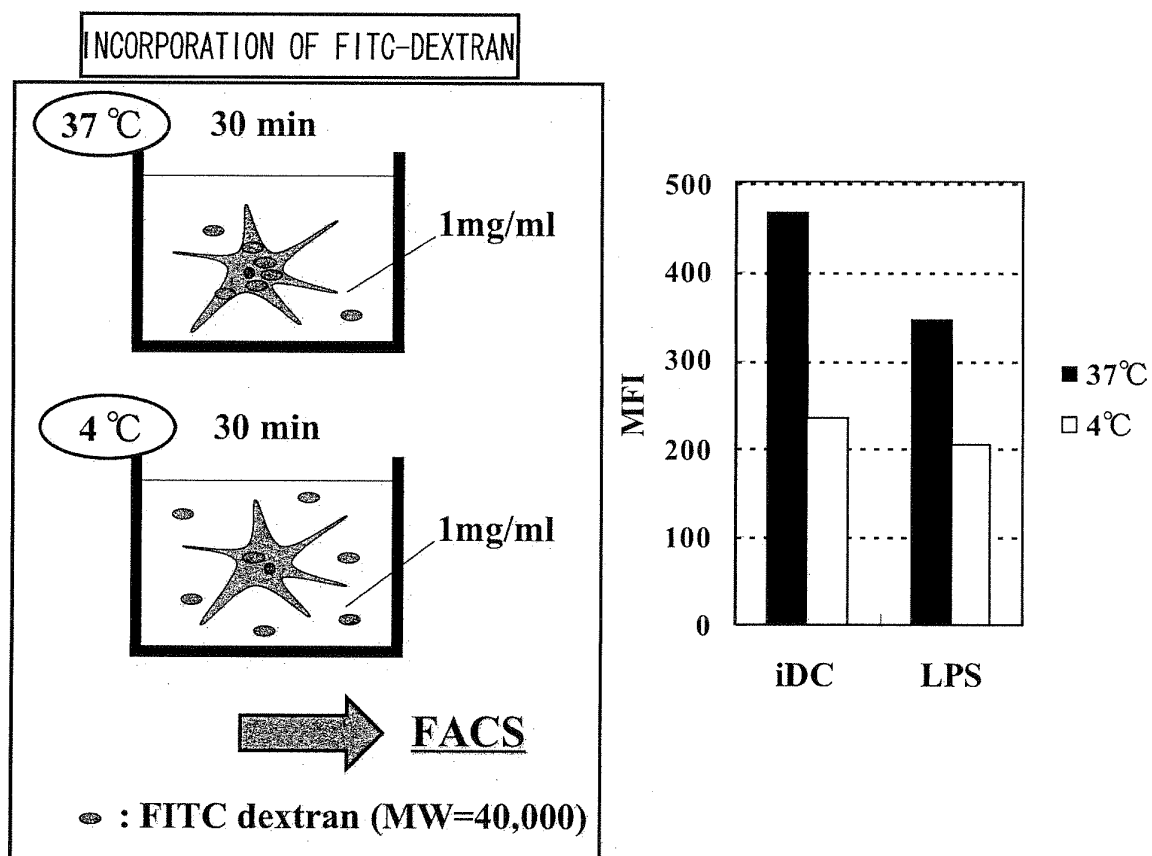 INCORPORATION OF FITC-DEXTRAN
37 ℃ 30 min
1mg/ml
4 ℃ 30 min
1mg/ml
FACS
: FITC dextran (MW=40,000)
500
400
300
200
100
0
MFI
iDC LPS
37℃
4℃